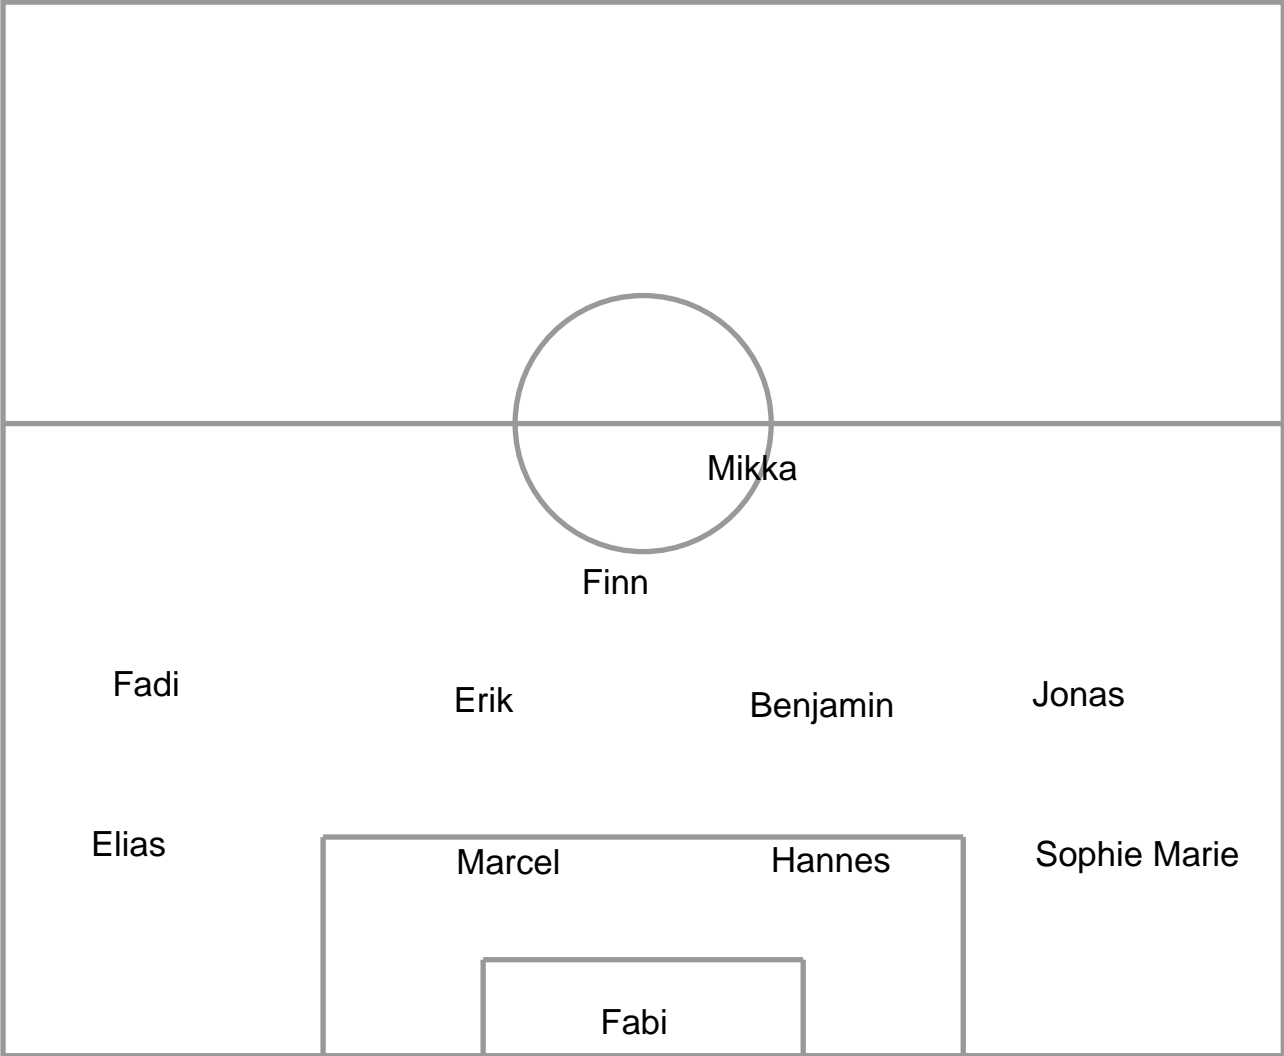 Mikka
Finn
Fadi Erik Benjamin Jonas
Elias Marcel Hannes Sophie Marie
Fabi